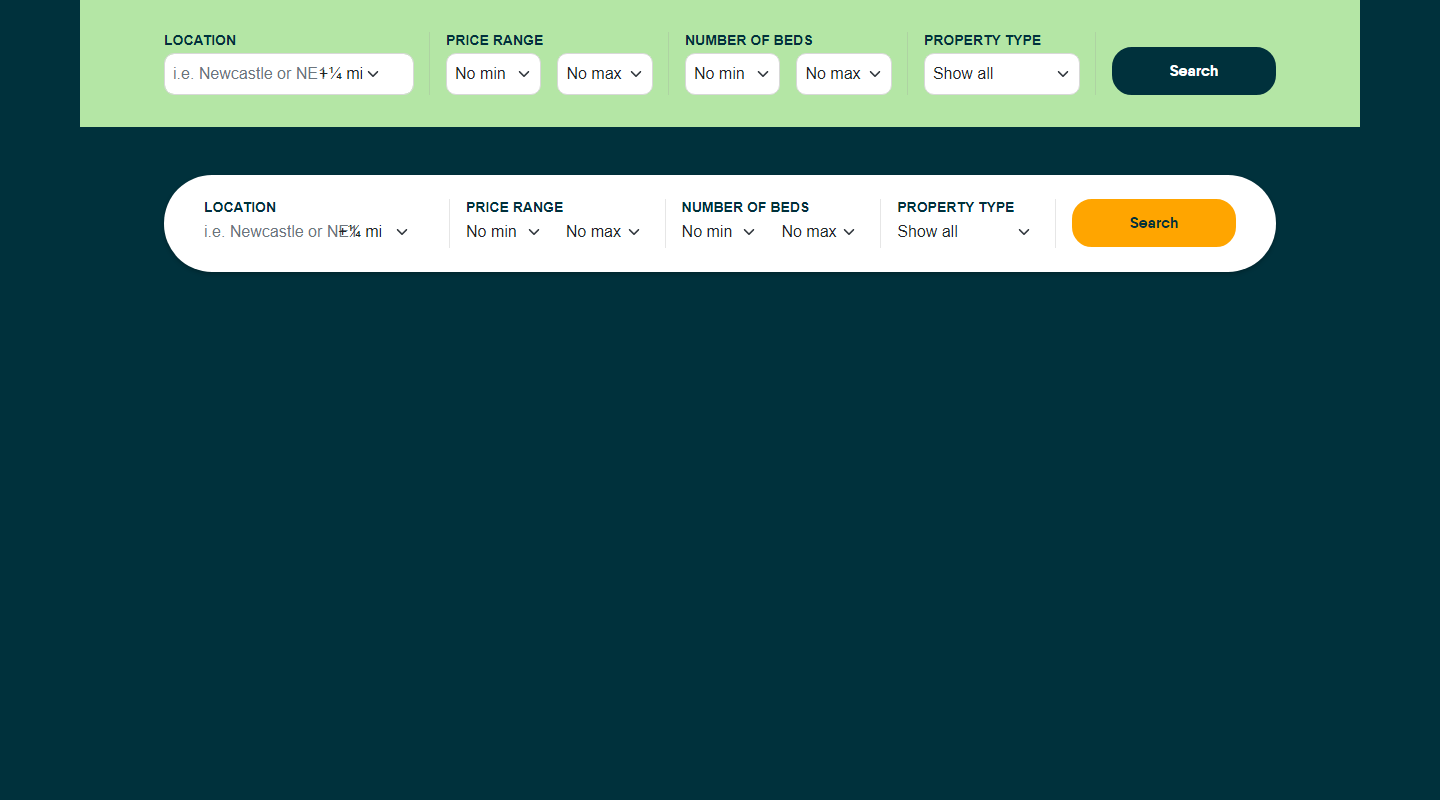 LOCATION PRICE RANGE NUMBER OF BEDS PROPERTY TYPE
i.e. Newcastle or NE +¼ mi No min No max No min No max Show all Search
LOCATION PRICE RANGE NUMBER OF BEDS PROPERTY TYPE
i.e. Newcastle or NE +¼ mi No min No max No min No max Show all Search